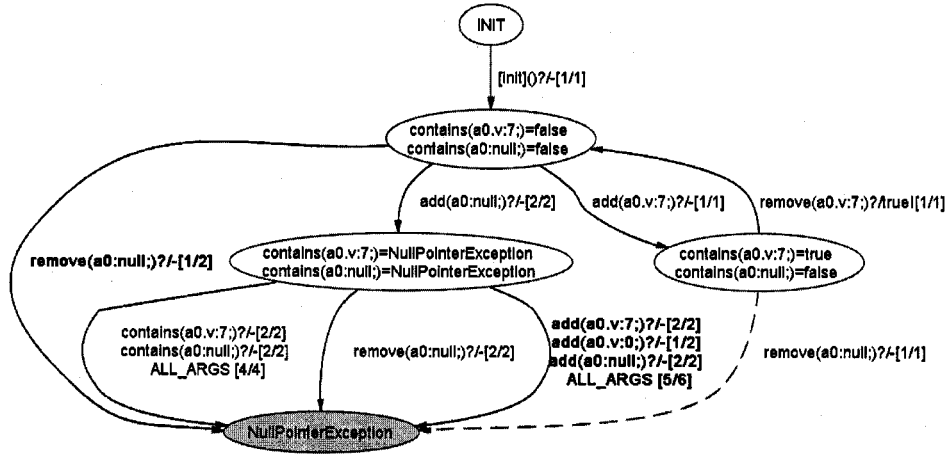 INIT
[init]()?/-[1/1]
contains(a0.v:7;)=false
contains(a0:null;)=false
add(a0:null;)?/-[2/2]
add(a0.v:7;)?/-[1/1]
remove(a0.v:7;)?/true![1/1]
remove(a0:null;)?/-[1/2]
contains(a0.v:7;)=NullPointerException
contains(a0:null;)=NullPointerException
contains(a0.v:7;)=true
contains(a0:null;)=false
contains(a0.v:7;)?/-[2/2]
contains(a0:null;)?/-[2/2]
ALL_ARGS [4/4]
remove(a0:null;)?/-[2/2]
add(a0.v:7;)?/-[2/2]
add(a0.v:0;)?/-[1/2]
add(a0:null;)?/-[2/2]
ALL_ARGS [5/6]
remove(a0:null;)?/-[1/1]
NullPointerException